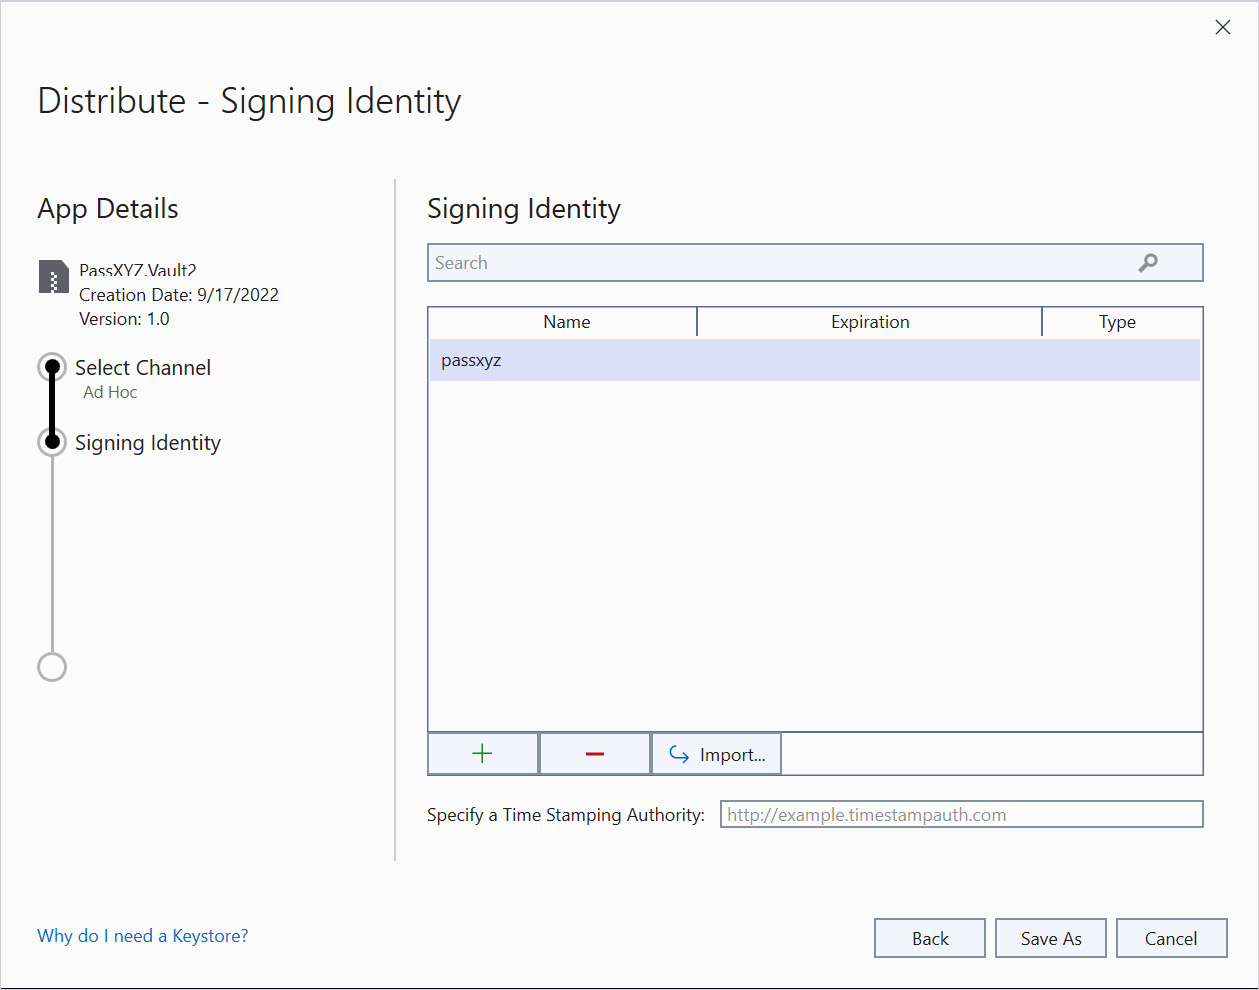 Distribute - Signing Identity
App Details
PassXYZ.Vault2
Creation Date: 9/17/2022
Version: 1.0
Select Channel
Ad Hoc
Signing Identity
Signing Identity
Search
Name Expiration Type
passxyz
Import...
Specify a Time Stamping Authority: http://example.timestampauth.com
Why do I need a Keystore?
Back Save As Cancel